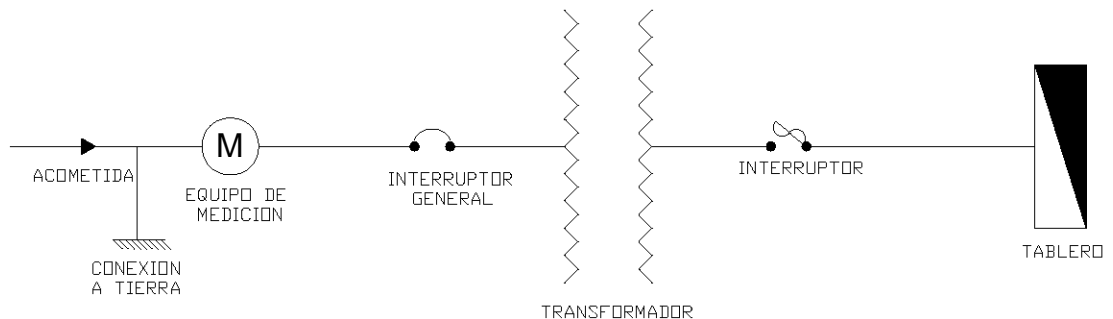 ACOMETIDA
CONEXION
A TIERRA
M
EQUIPO DE
MEDICION
INTERRUPTOR
GENERAL
TRANSFORMADOR
INTERRUPTOR
TABLERO